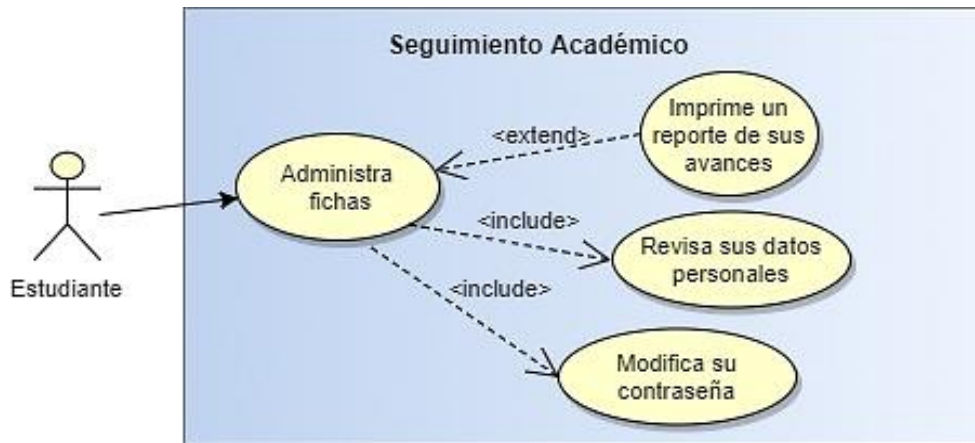 Seguimiento Académico
Imprime un
reporte de sus
avances
<extend>
Administra
fichas
<include>
Revisa sus datos
personales
Estudiante
<include>
Modifica su
contraseña